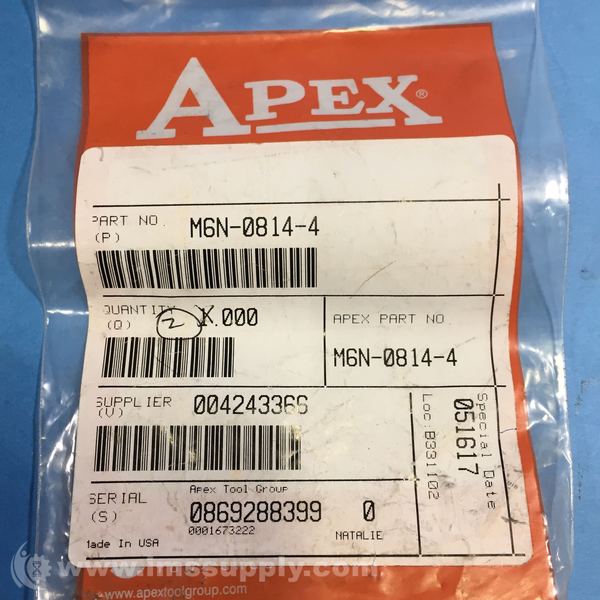 APEX®
PART NO. M6N-0814-4
(P)
QUANTITY 2 1.000
(Q)
APEX PART NO.
M6N-0814-4
SUPPLIER 004243366
(V)
Special Date
051617
Loc:B331102
SERIAL Apex Tool Group
(S) 0869288399 0
0001673222 NATALIE
Made In USA
www.imssupply.com
www.apextoolgroup.com